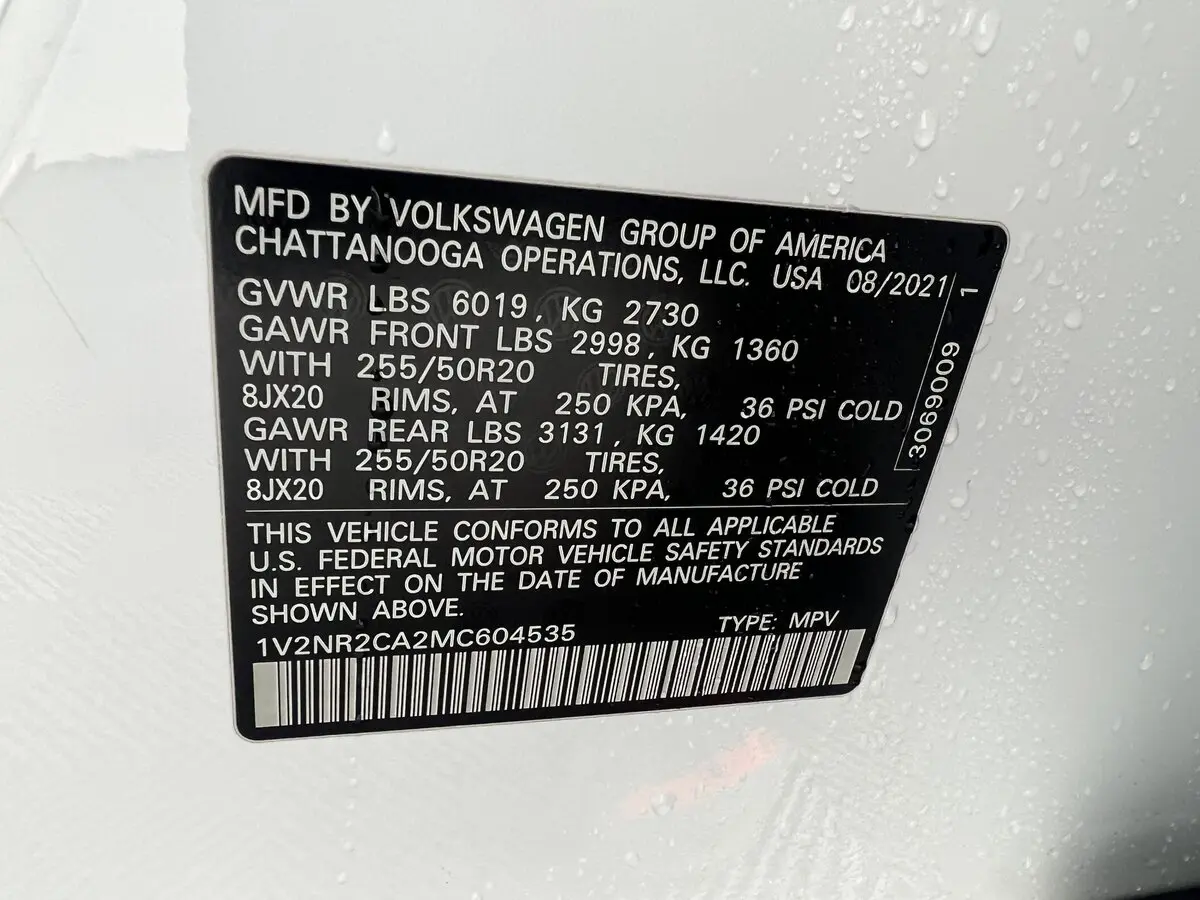 MFD BY VOLKSWAGEN GROUP OF AMERICA
CHATTANOOGA OPERATIONS, LLC. USA 08/2021
GVWR LBS 6019, KG 2730
GAWR FRONT LBS 2998, KG 1360
WITH 255/50R20 TIRES,
8JX20 RIMS, AT 250 KPA, 36 PSI COLD
GAWR REAR LBS 3131, KG 1420
WITH 255/50R20 TIRES,
8JX20 RIMS, AT 250 KPA, 36 PSI COLD
3069009 1
THIS VEHICLE CONFORMS TO ALL APPLICABLE
U.S. FEDERAL MOTOR VEHICLE SAFETY STANDARDS
IN EFFECT ON THE DATE OF MANUFACTURE
SHOWN ABOVE.
1V2NR2CA2MC604535 TYPE: MPV